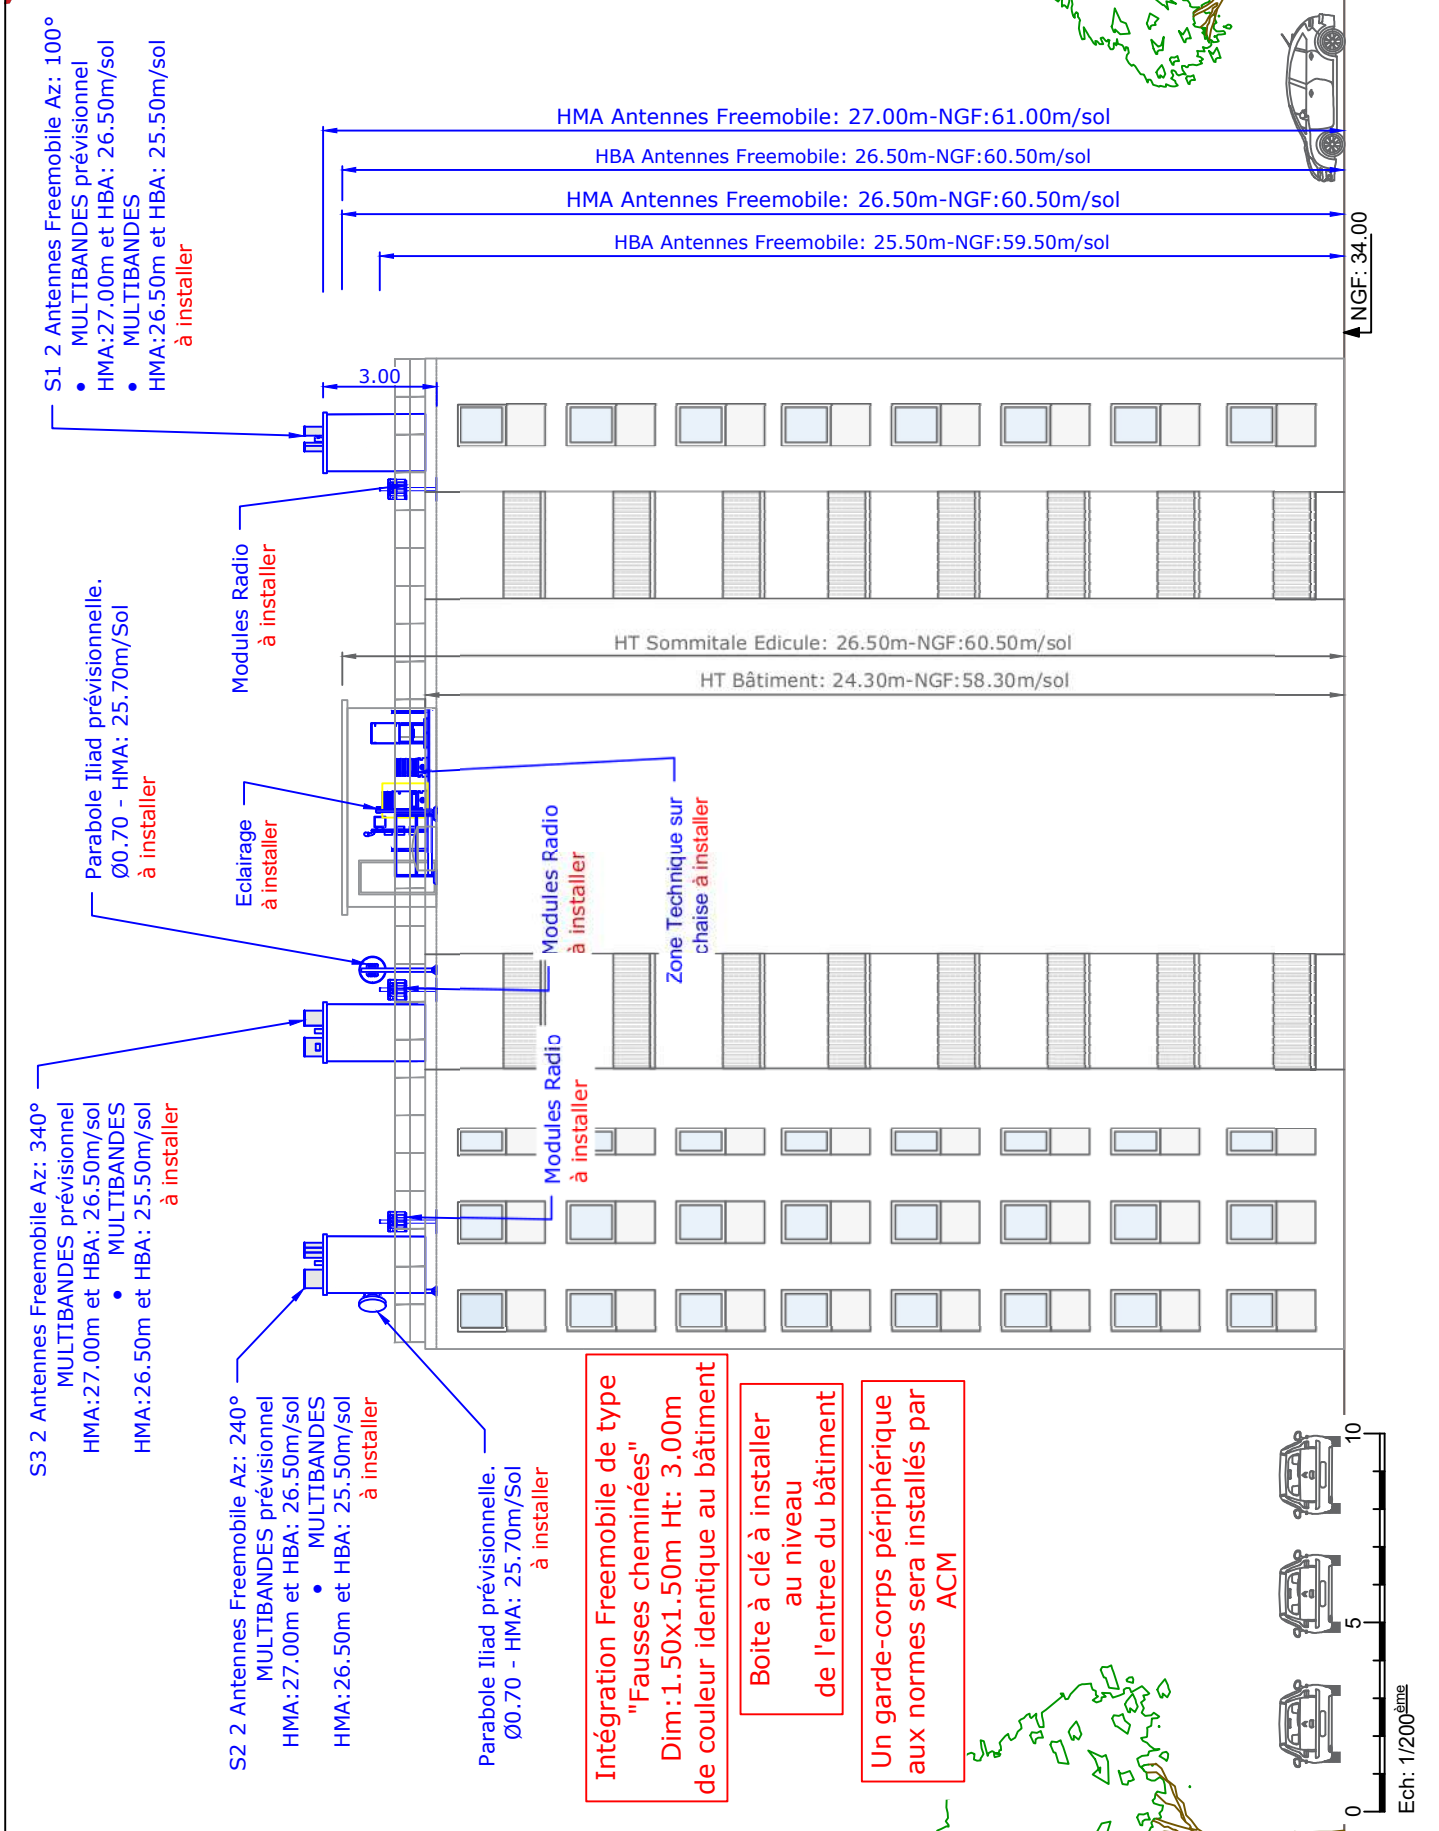 S3 2 Antennes Freemobile Az: 340°
MULTIBANDES prévisionnel
HMA:27.00m et HBA: 26.50m/sol
• MULTIBANDES
HMA:26.50m et HBA: 25.50m/sol
à installer
S1 2 Antennes Freemobile Az: 100°
• MULTIBANDES prévisionnel
HMA:27.00m et HBA: 26.50m/sol
• MULTIBANDES
HMA:26.50m et HBA: 25.50m/sol
à installer
Parabole Iliad prévisionnelle.
Ø0.70 - HMA: 25.70m/Sol
à installer
S2 2 Antennes Freemobile Az: 240°
MULTIBANDES prévisionnel
HMA:27.00m et HBA: 26.50m/sol
• MULTIBANDES
HMA:26.50m et HBA: 25.50m/sol
à installer
Eclairage
à installer
Modules Radio
à installer
3.00
Parabole Iliad prévisionnelle.
Ø0.70 - HMA: 25.70m/Sol
à installer
Modules Radio
à installer
Modules Radio
à installer
Zone Technique sur
chaise à installer
HT Sommitale Edicule: 26.50m-NGF:60.50m/sol
HT Bâtiment: 24.30m-NGF:58.30m/sol
HMA Antennes Freemobile: 27.00m-NGF:61.00m/sol
HBA Antennes Freemobile: 26.50m-NGF:60.50m/sol
HMA Antennes Freemobile: 26.50m-NGF:60.50m/sol
HBA Antennes Freemobile: 25.50m-NGF:59.50m/sol
Intégration Freemobile de type
"Fausses cheminées"
Dim:1.50x1.50m Ht: 3.00m
de couleur identique au bâtiment
Boite à clé à installer
au niveau
de l'entree du bâtiment
Un garde-corps périphérique
aux normes sera installés par
ACM
NGF: 34.00
0 5 10
Ech: 1/200ème